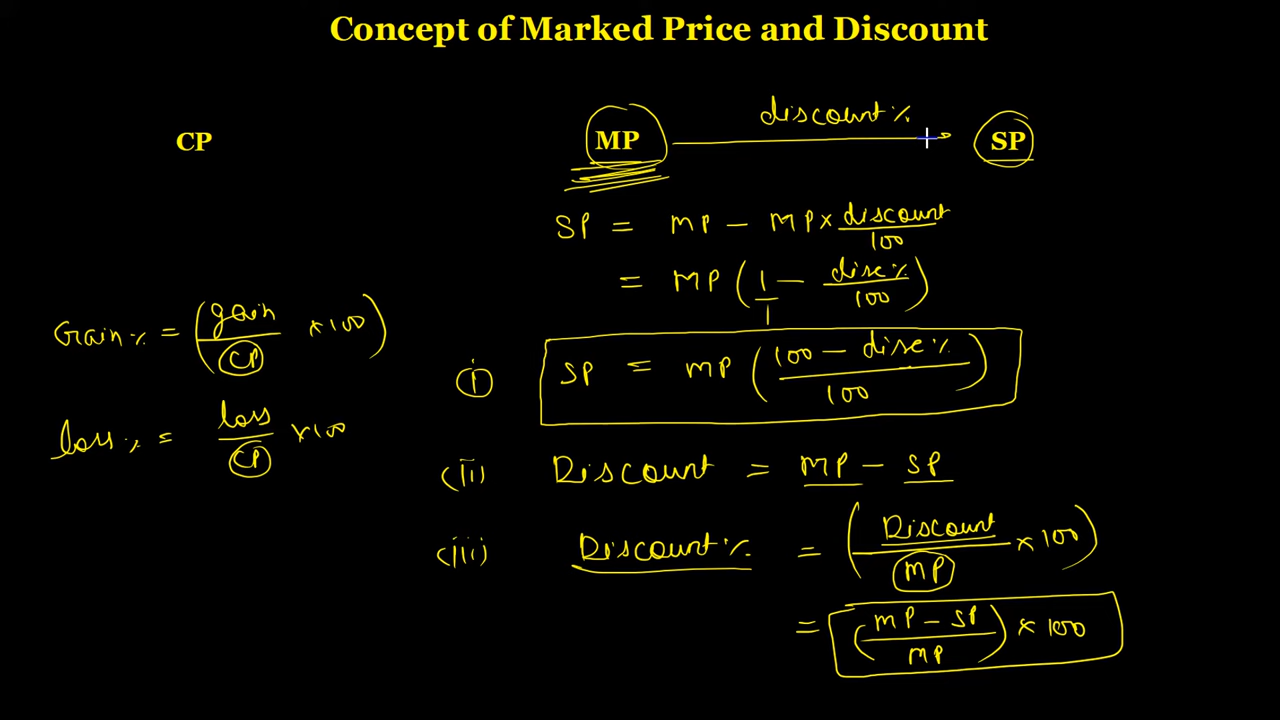 Concept of Marked Price and Discount
CP MP discount % SP
SP = MP - MP × discount/100
= MP (1/1 - disc %/100)
Gain % = (gain/CP × 100)
(i) SP = MP (100 - disc %/100)
loss % = loss/CP × 100
(ii) Discount = MP - SP
(iii) Discount % = (Discount/MP × 100)
= (MP - SP/MP) × 100